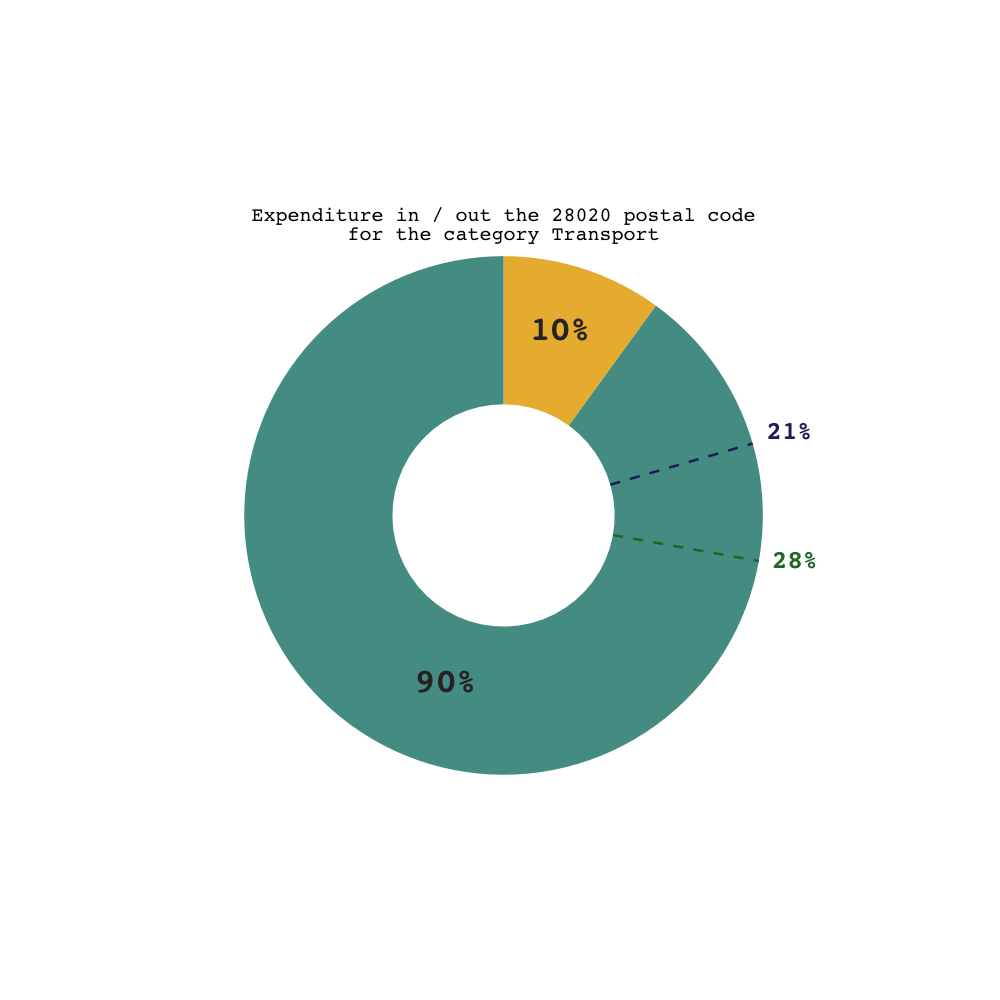 Expenditure in / out the 28020 postal code
for the category Transport
10%
21%
28%
90%